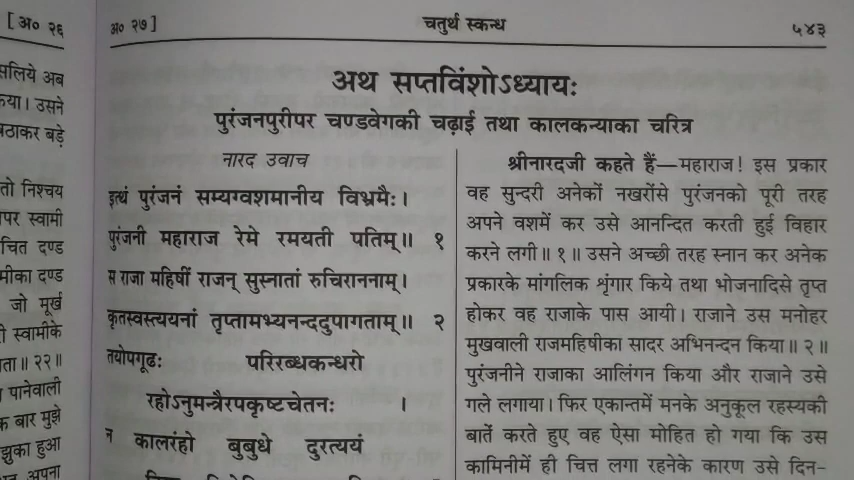 [ अ० २६
सलिये अब
कया। उसने
बठाकर बड़े
तो निश्चय
पर स्वामी
चित दण्ड
मीका दण्ड
जो मूर्ख
ी स्वामीके
ता॥ २२॥
पानेवाली
क बार मुझे
झुका हुआ
अपना
अ० २७ ]
चतुर्थ स्कन्ध
५४३
अथ सप्तविंशोऽध्यायः
पुरंजनपुरीपर चण्डवेगकी चढ़ाई तथा कालकन्याका चरित्र
नारद उवाच
इत्थं पुरंजनं सम्यग्वशमानीय विभ्रमैः।
पुरंजनी महाराज रेमे रमयती पतिम्॥ १
स राजा महिषीं राजन् सुस्नातां रुचिराननाम्।
कृतस्वस्त्ययनां तृप्तामभ्यनन्ददुपागताम्॥ २
तयोपगूढः परिरब्धकन्धरो
रहोऽनुमन्त्रैरपकृष्टचेतनः ।
न कालरंहो बुबुधे दुरत्ययं
श्रीनारदजी कहते हैं—महाराज! इस प्रकार
वह सुन्दरी अनेकों नखरोंसे पुरंजनको पूरी तरह
अपने वशमें कर उसे आनन्दित करती हुई विहार
करने लगी॥ १॥ उसने अच्छी तरह स्नान कर अनेक
प्रकारके मांगलिक शृंगार किये तथा भोजनादिसे तृप्त
होकर वह राजाके पास आयी। राजाने उस मनोहर
मुखवाली राजमहिषीका सादर अभिनन्दन किया॥ २॥
पुरंजनीने राजाका आलिंगन किया और राजाने उसे
गले लगाया। फिर एकान्तमें मनके अनुकूल रहस्यकी
बातें करते हुए वह ऐसा मोहित हो गया कि उस
कामिनीमें ही चित्त लगा रहनेके कारण उसे दिन-